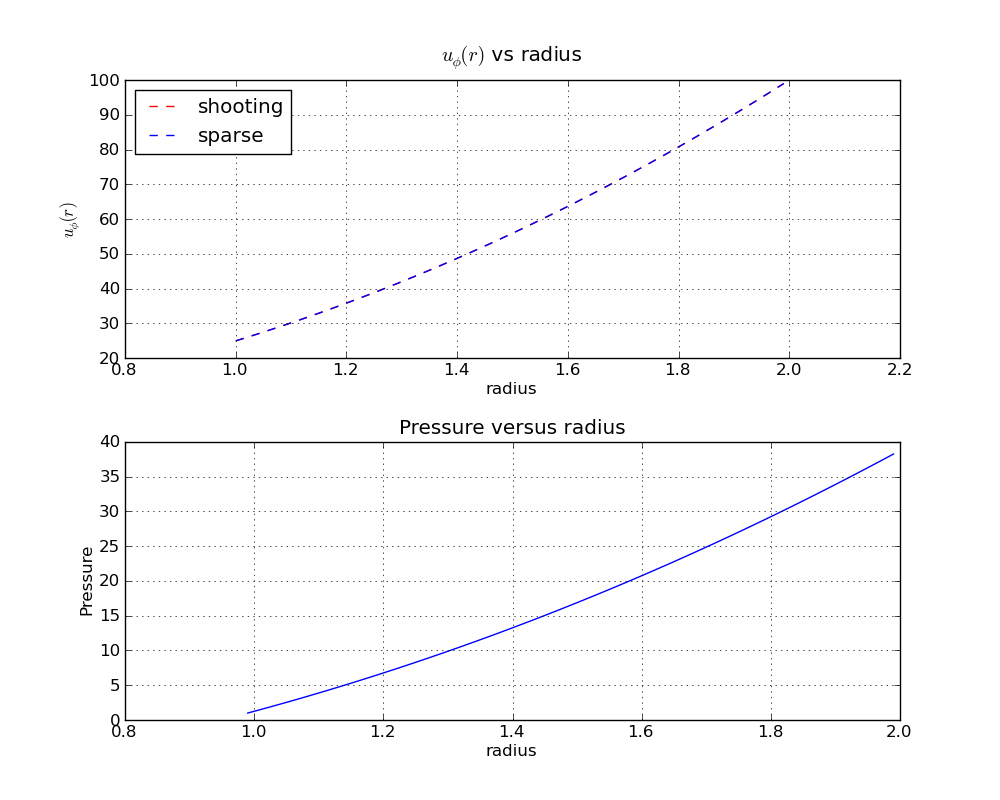 u_ϕ(r) vs radius
100
90
80
70
60
50
40
30
20
shooting
sparse
u_ϕ(r)
0.8 1.0 1.2 1.4 1.6 1.8 2.0 2.2
radius
Pressure versus radius
40
35
30
25
20
15
10
5
0
Pressure
0.8 1.0 1.2 1.4 1.6 1.8 2.0
radius